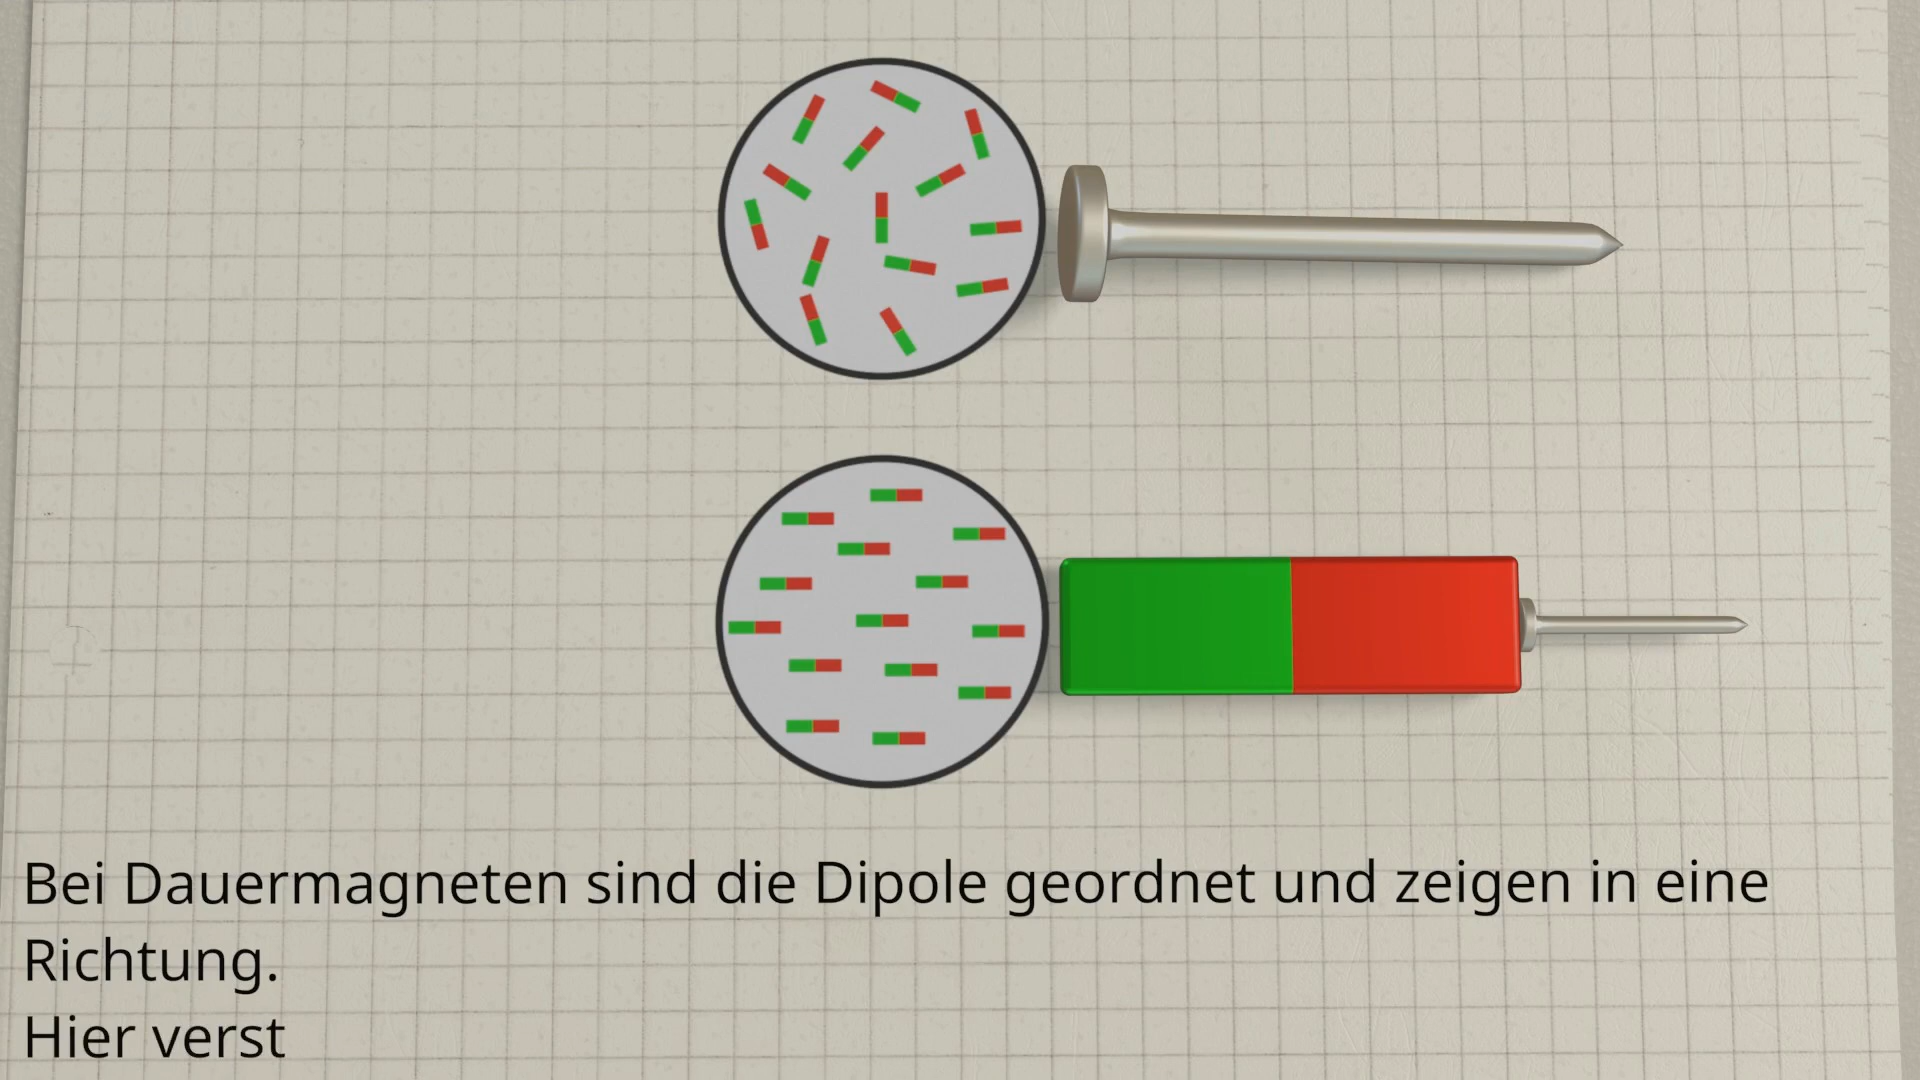 Bei Dauermagneten sind die Dipole geordnet und zeigen in eine
Richtung.
Hier verst